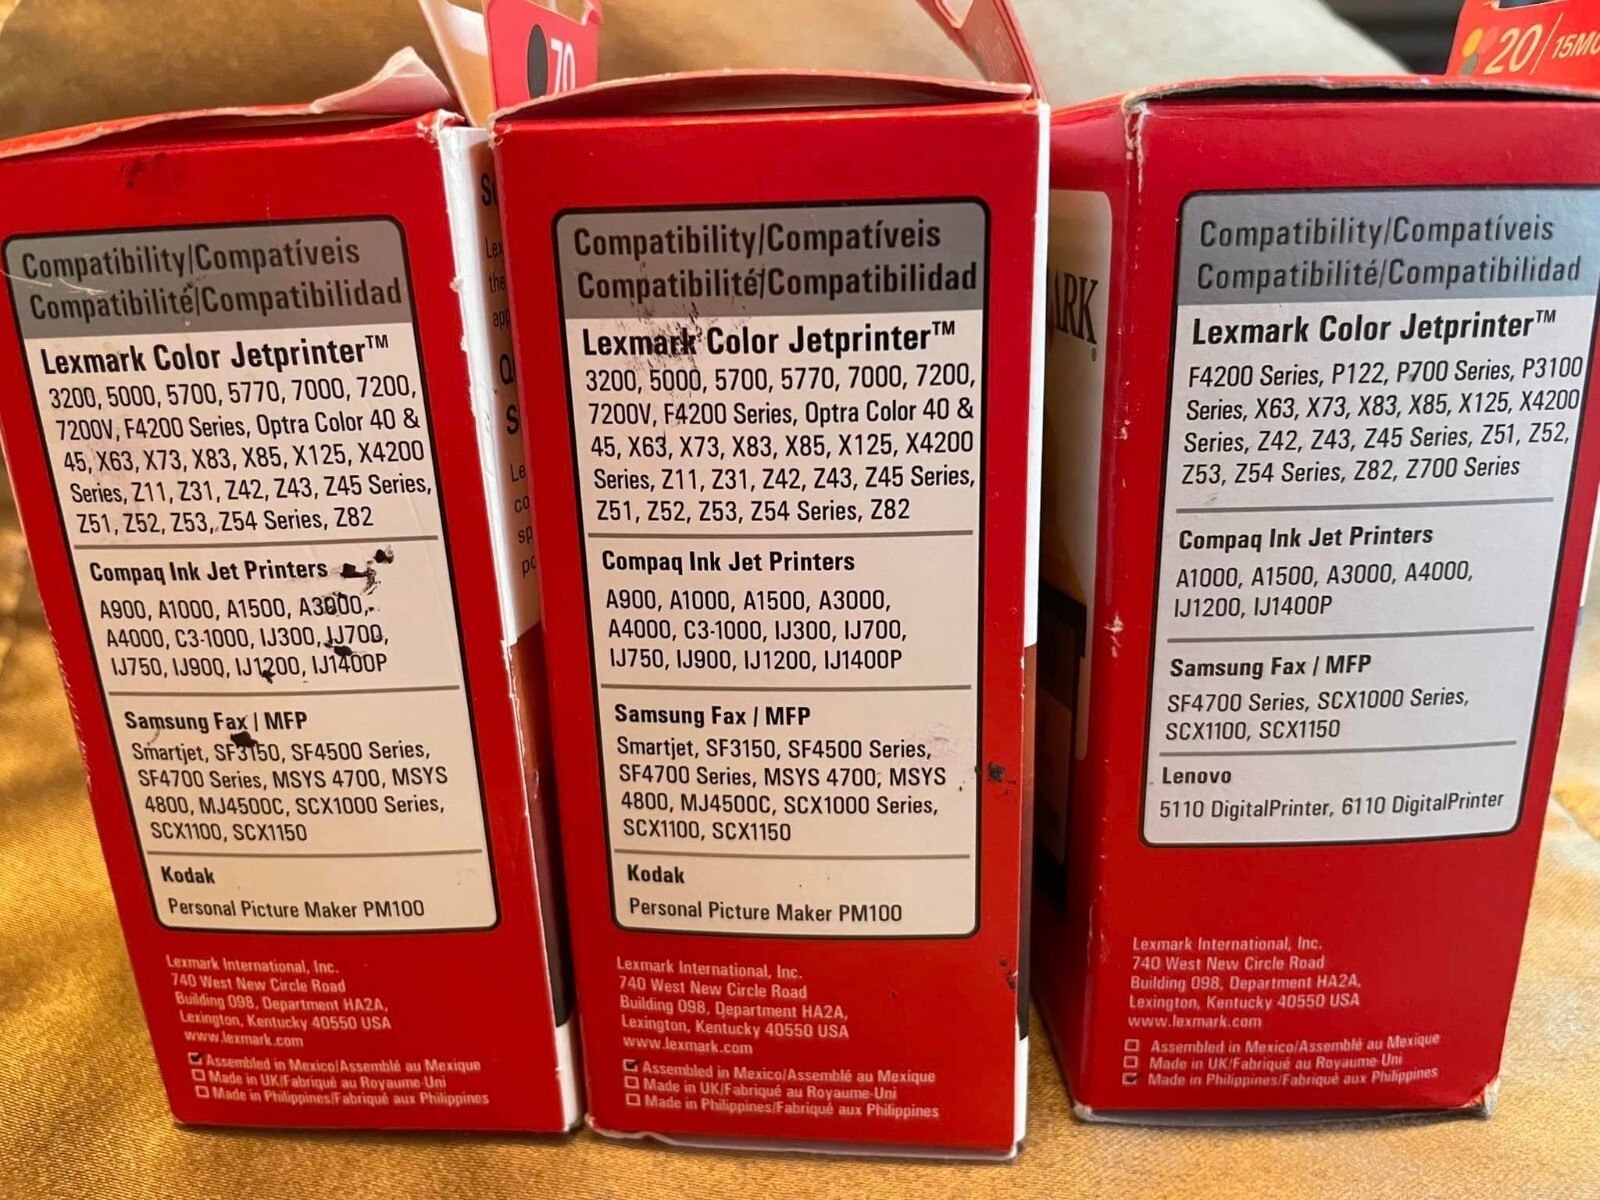 Compatibility/Compatíveis
Compatibilité/Compatibilidad
Lexmark Color Jetprinter™
3200, 5000, 5700, 5770, 7000, 7200,
7200V, F4200 Series, Optra Color 40 &
45, X63, X73, X83, X85, X125, X4200
Series, Z11, Z31, Z42, Z43, Z45 Series,
Z51, Z52, Z53, Z54 Series, Z82
Compaq Ink Jet Printers
A900, A1000, A1500, A3000,
A4000, C3-1000, IJ300, IJ700,
IJ750, IJ900, IJ1200, IJ1400P
Samsung Fax / MFP
Smartjet, SF3150, SF4500 Series,
SF4700 Series, MSYS 4700, MSYS
4800, MJ4500C, SCX1000 Series,
SCX1100, SCX1150
Kodak
Personal Picture Maker PM100
Lexmark International, Inc.
740 West New Circle Road
Building 098, Department HA2A,
Lexington, Kentucky 40550 USA
www.lexmark.com
Assembled in Mexico/Assemblé au Mexique
Made in UK/Fabriqué au Royaume-Uni
Made in Philippines/Fabriqué aux Philippines
70
Compatibility/Compatíveis
Compatibilité/Compatibilidad
Lexmark Color Jetprinter™
3200, 5000, 5700, 5770, 7000, 7200,
7200V, F4200 Series, Optra Color 40 &
45, X63, X73, X83, X85, X125, X4200
Series, Z11, Z31, Z42, Z43, Z45 Series,
Z51, Z52, Z53, Z54 Series, Z82
Compaq Ink Jet Printers
A900, A1000, A1500, A3000,
A4000, C3-1000, IJ300, IJ700,
IJ750, IJ900, IJ1200, IJ1400P
Samsung Fax / MFP
Smartjet, SF3150, SF4500 Series,
SF4700 Series, MSYS 4700, MSYS
4800, MJ4500C, SCX1000 Series,
SCX1100, SCX1150
Kodak
Personal Picture Maker PM100
Lexmark International, Inc.
740 West New Circle Road
Building 098, Department HA2A,
Lexington, Kentucky 40550 USA
www.lexmark.com
Assembled in Mexico/Assemblé au Mexique
Made in UK/Fabriqué au Royaume-Uni
Made in Philippines/Fabriqué aux Philippines
ARK
20/15M
Compatibility/Compatíveis
Compatibilité/Compatibilidad
Lexmark Color Jetprinter™
F4200 Series, P122, P700 Series, P3100
Series, X63, X73, X83, X85, X125, X4200
Series, Z42, Z43, Z45 Series, Z51, Z52,
Z53, Z54 Series, Z82, Z700 Series
Compaq Ink Jet Printers
A1000, A1500, A3000, A4000,
IJ1200, IJ1400P
Samsung Fax / MFP
SF4700 Series, SCX1000 Series,
SCX1100, SCX1150
Lenovo
5110 DigitalPrinter, 6110 DigitalPrinter
Lexmark International, Inc.
740 West New Circle Road
Building 098, Department HA2A,
Lexington, Kentucky 40550 USA
www.lexmark.com
Assembled in Mexico/Assemblé au Mexique
Made in UK/Fabriqué au Royaume-Uni
Made in Philippines/Fabriqué aux Philippines